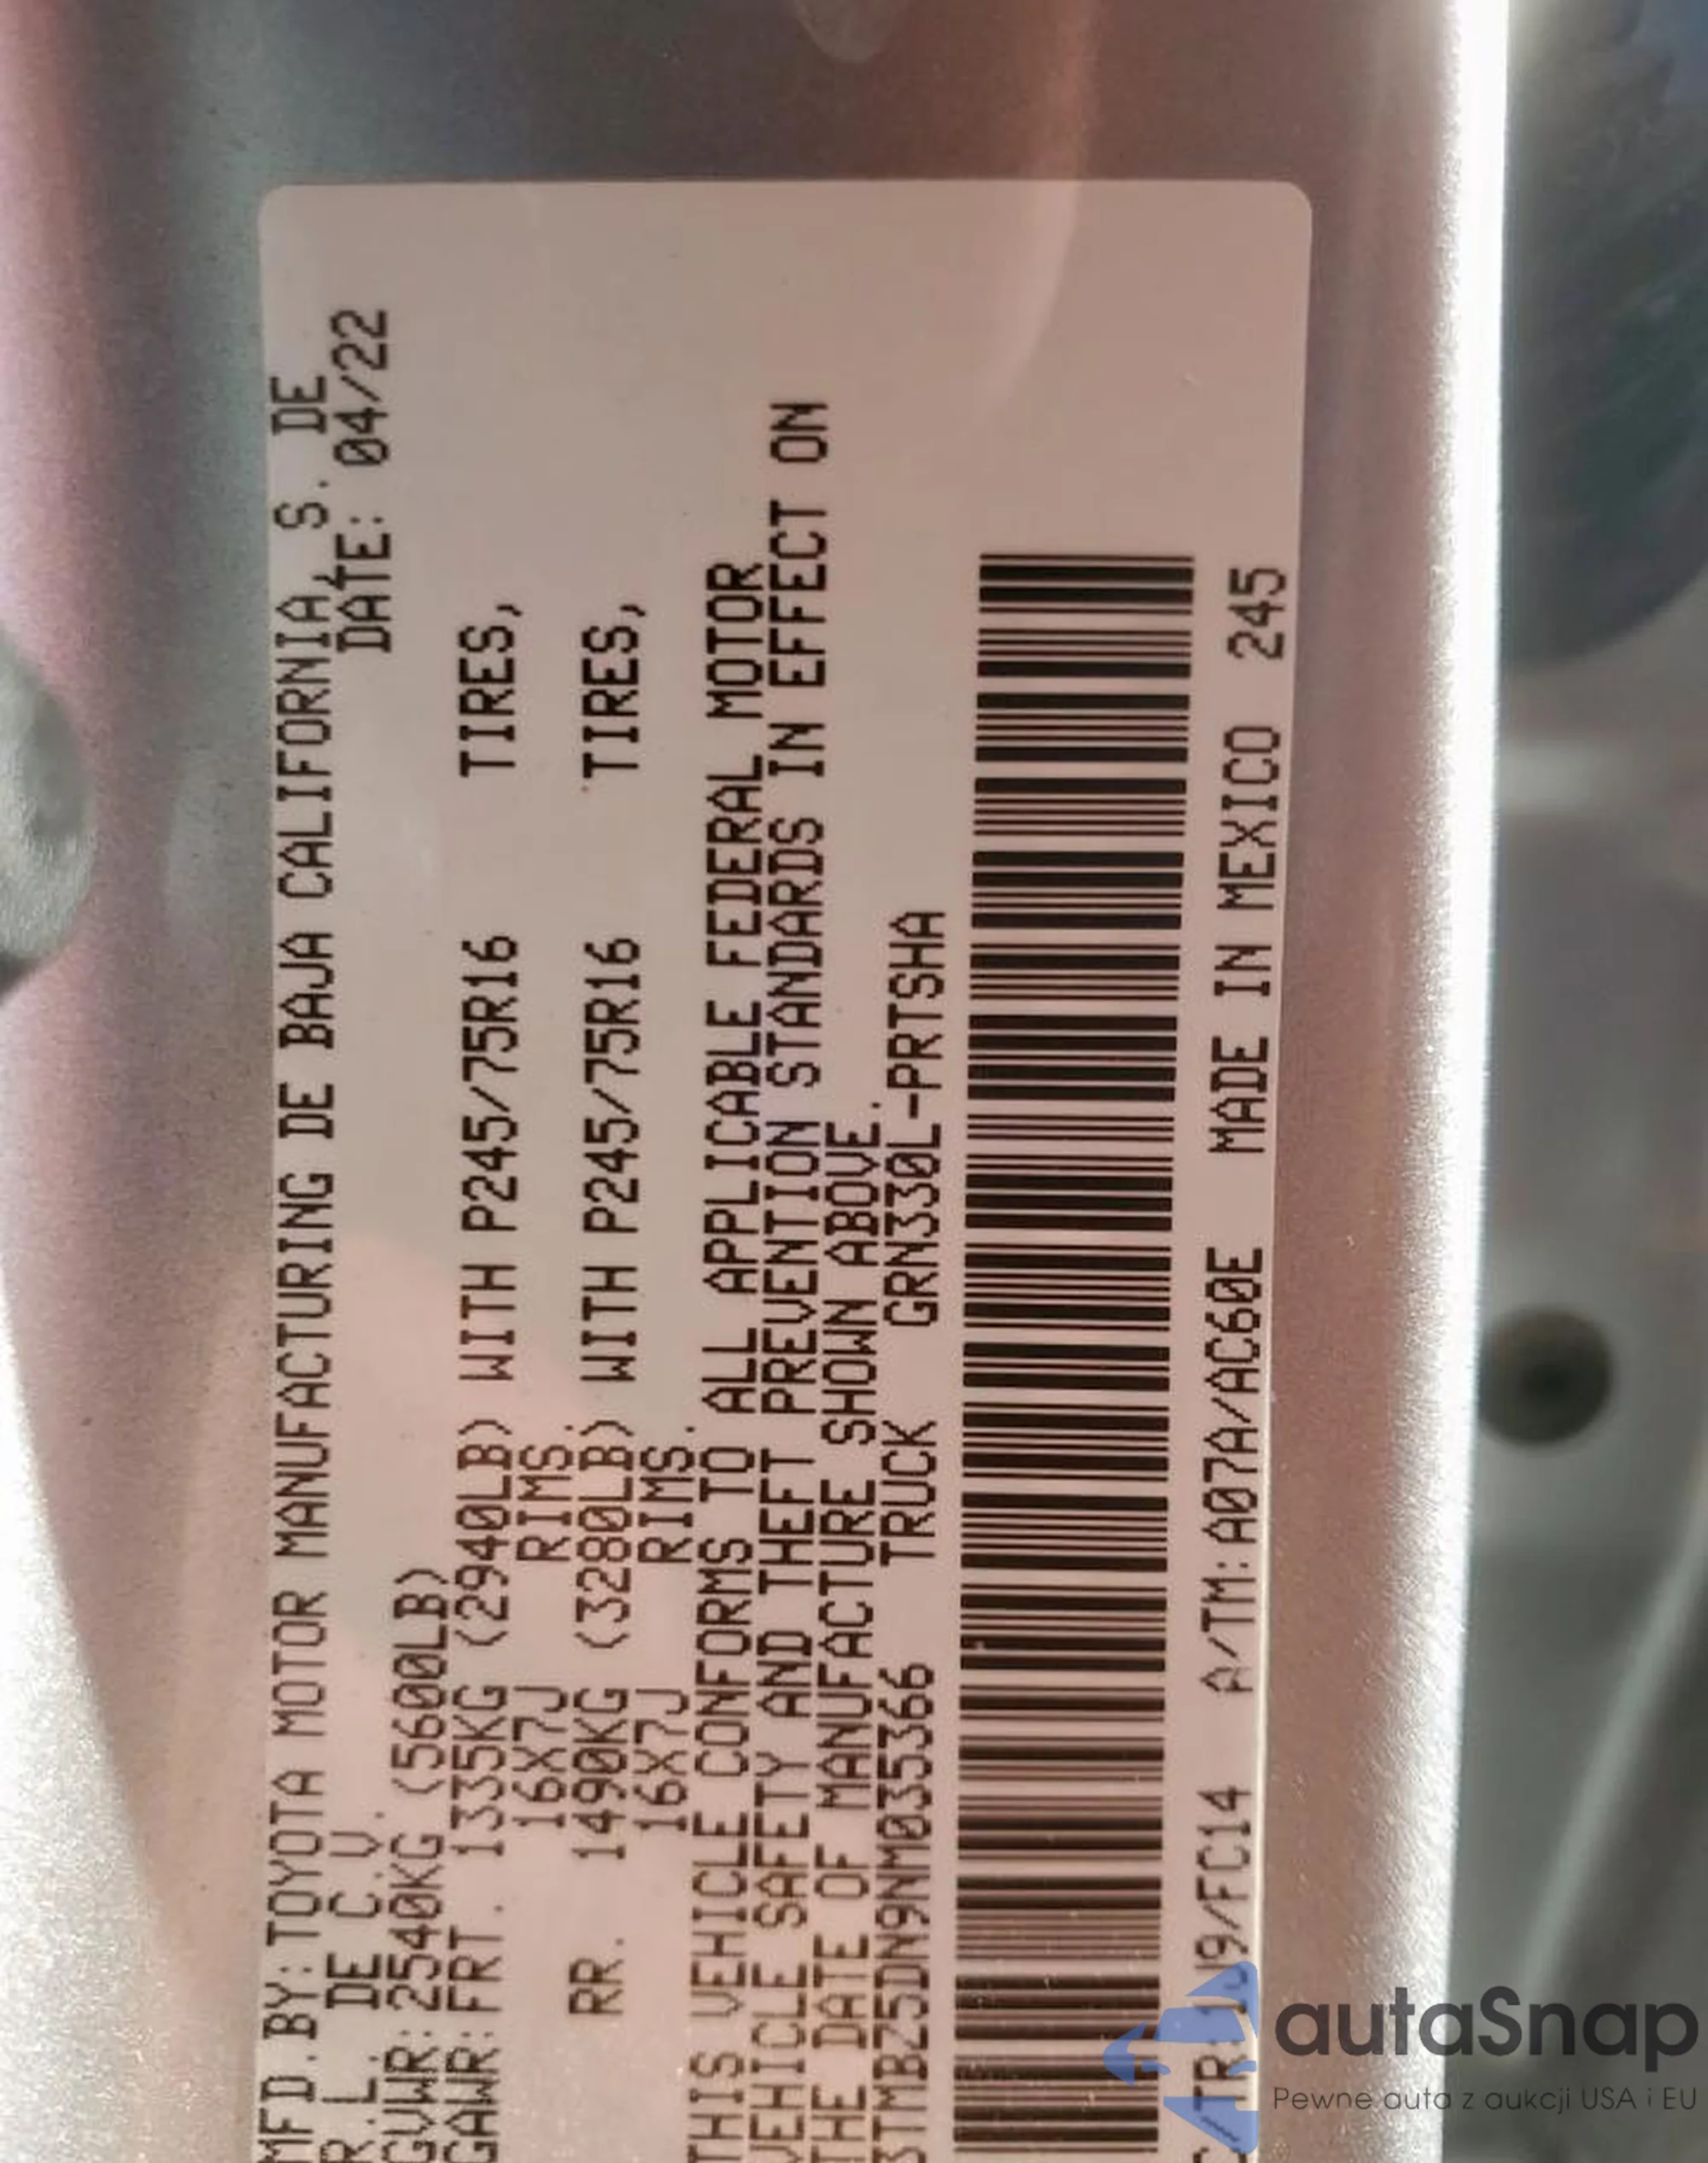 MFD.BY:TOYOTA MOTOR MANUFACTURING DE BAJA CALIFORNIA, S. DE
R.L. DE C.V. DATE: 04/22
GVWR:2540KG (5600LB)
GAWR:FRT. 1335KG (2940LB) WITH P245/75R16 TIRES,
16X7J RIMS,
RR. 1490KG (3280LB) WITH P245/75R16 TIRES,
16X7J RIMS.
THIS VEHICLE CONFORMS TO ALL APPLICABLE FEDERAL MOTOR
VEHICLE SAFETY AND THEFT PREVENTION STANDARDS IN EFFECT ON
THE DATE OF MANUFACTURE SHOWN ABOVE.
3TMBZ5DN9NM035366 TRUCK GRN330L-PRTSHA
C/TR:1J9/FC14 A/TM:A07A/AC60E MADE IN MEXICO 245
autaSnap
Pewne auta z aukcji USA i EU